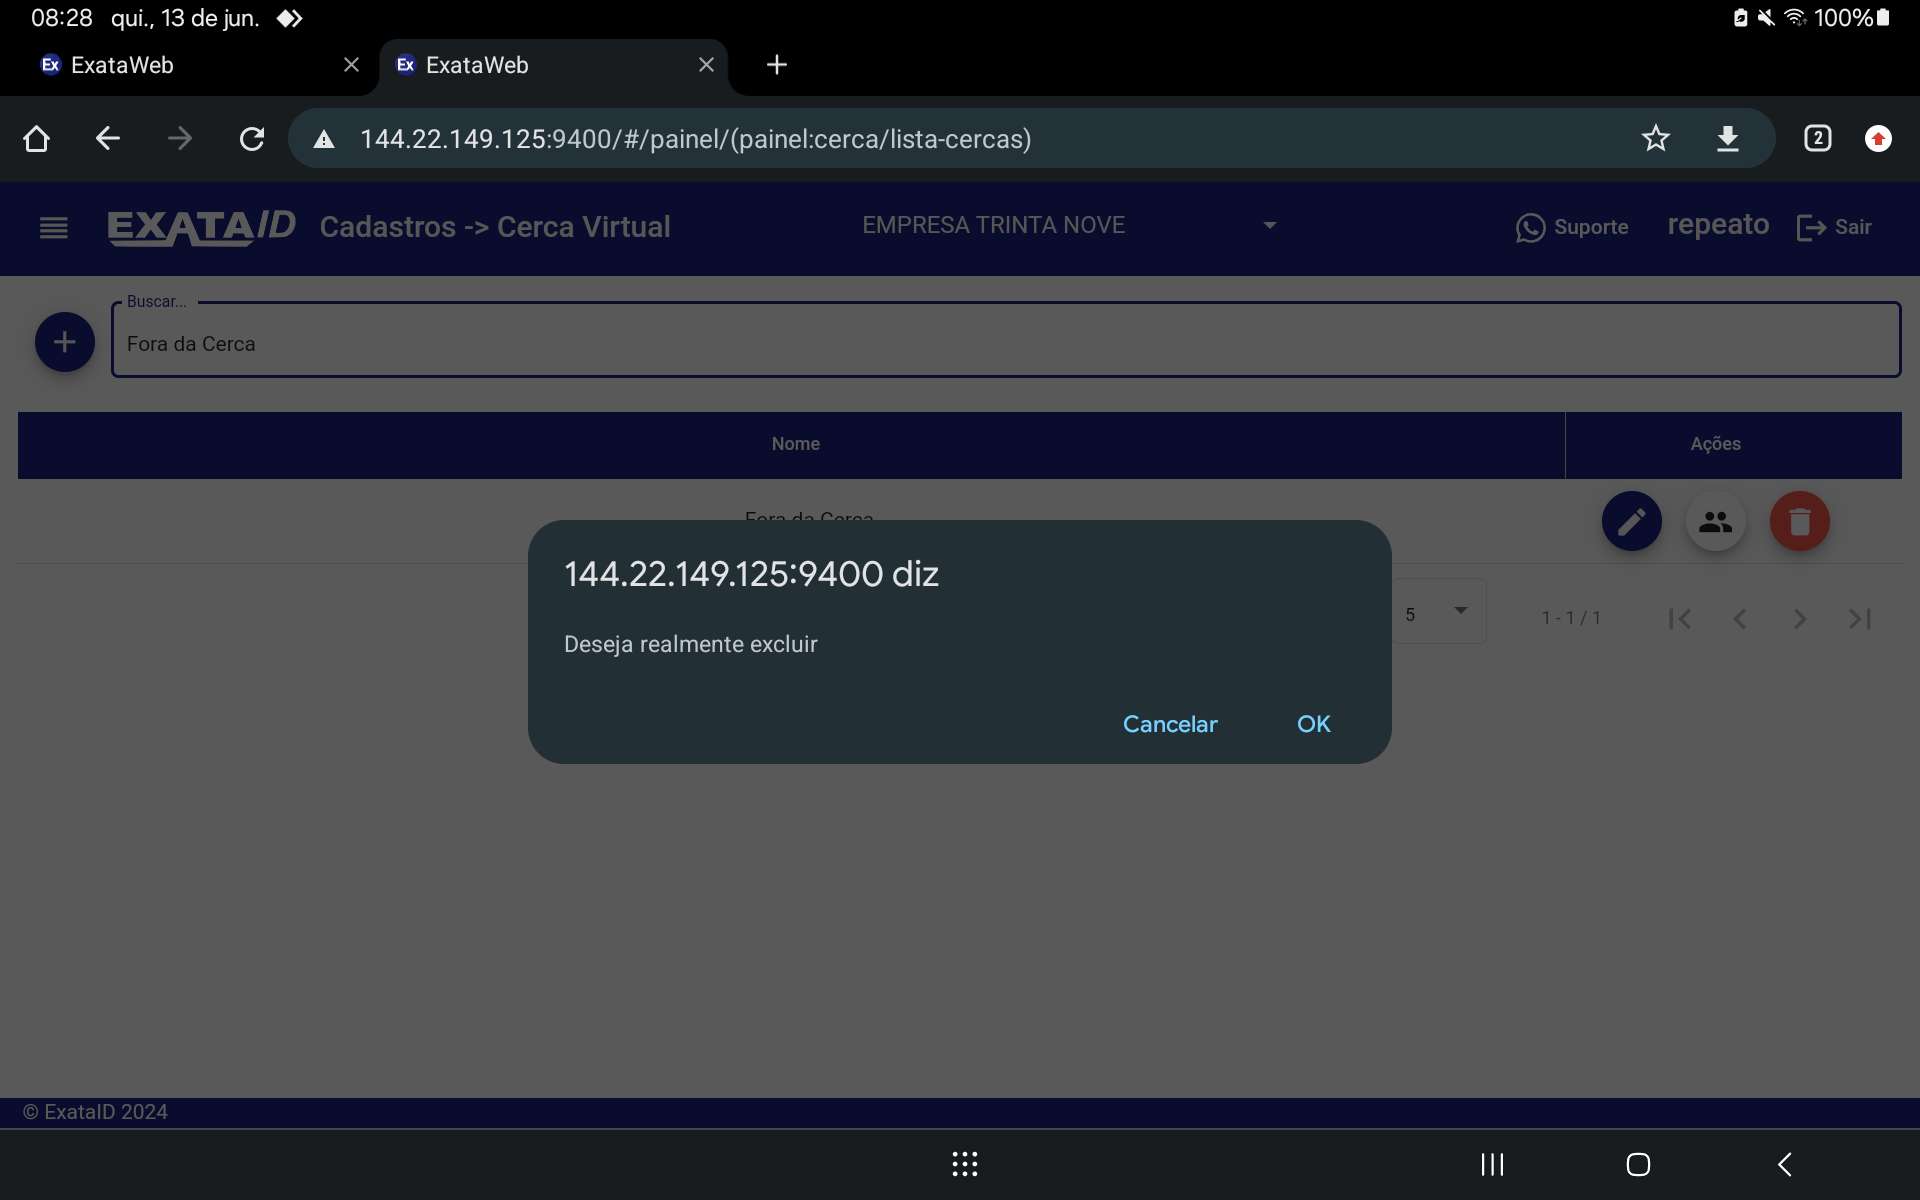 08:28 qui., 13 de jun. 100%
Ex ExataWeb Ex ExataWeb
144.22.149.125:9400/#/painel/(painel:cerca/lista-cercas) 2
EXATAID Cadastros -> Cerca Virtual EMPRESA TRINTA NOVE Suporte repeato Sair
Buscar...
Fora da Cerca
Nome Ações
Fora da Cerca
144.22.149.125:9400 diz
5 1 - 1 / 1
Deseja realmente excluir
Cancelar OK
© ExataID 2024